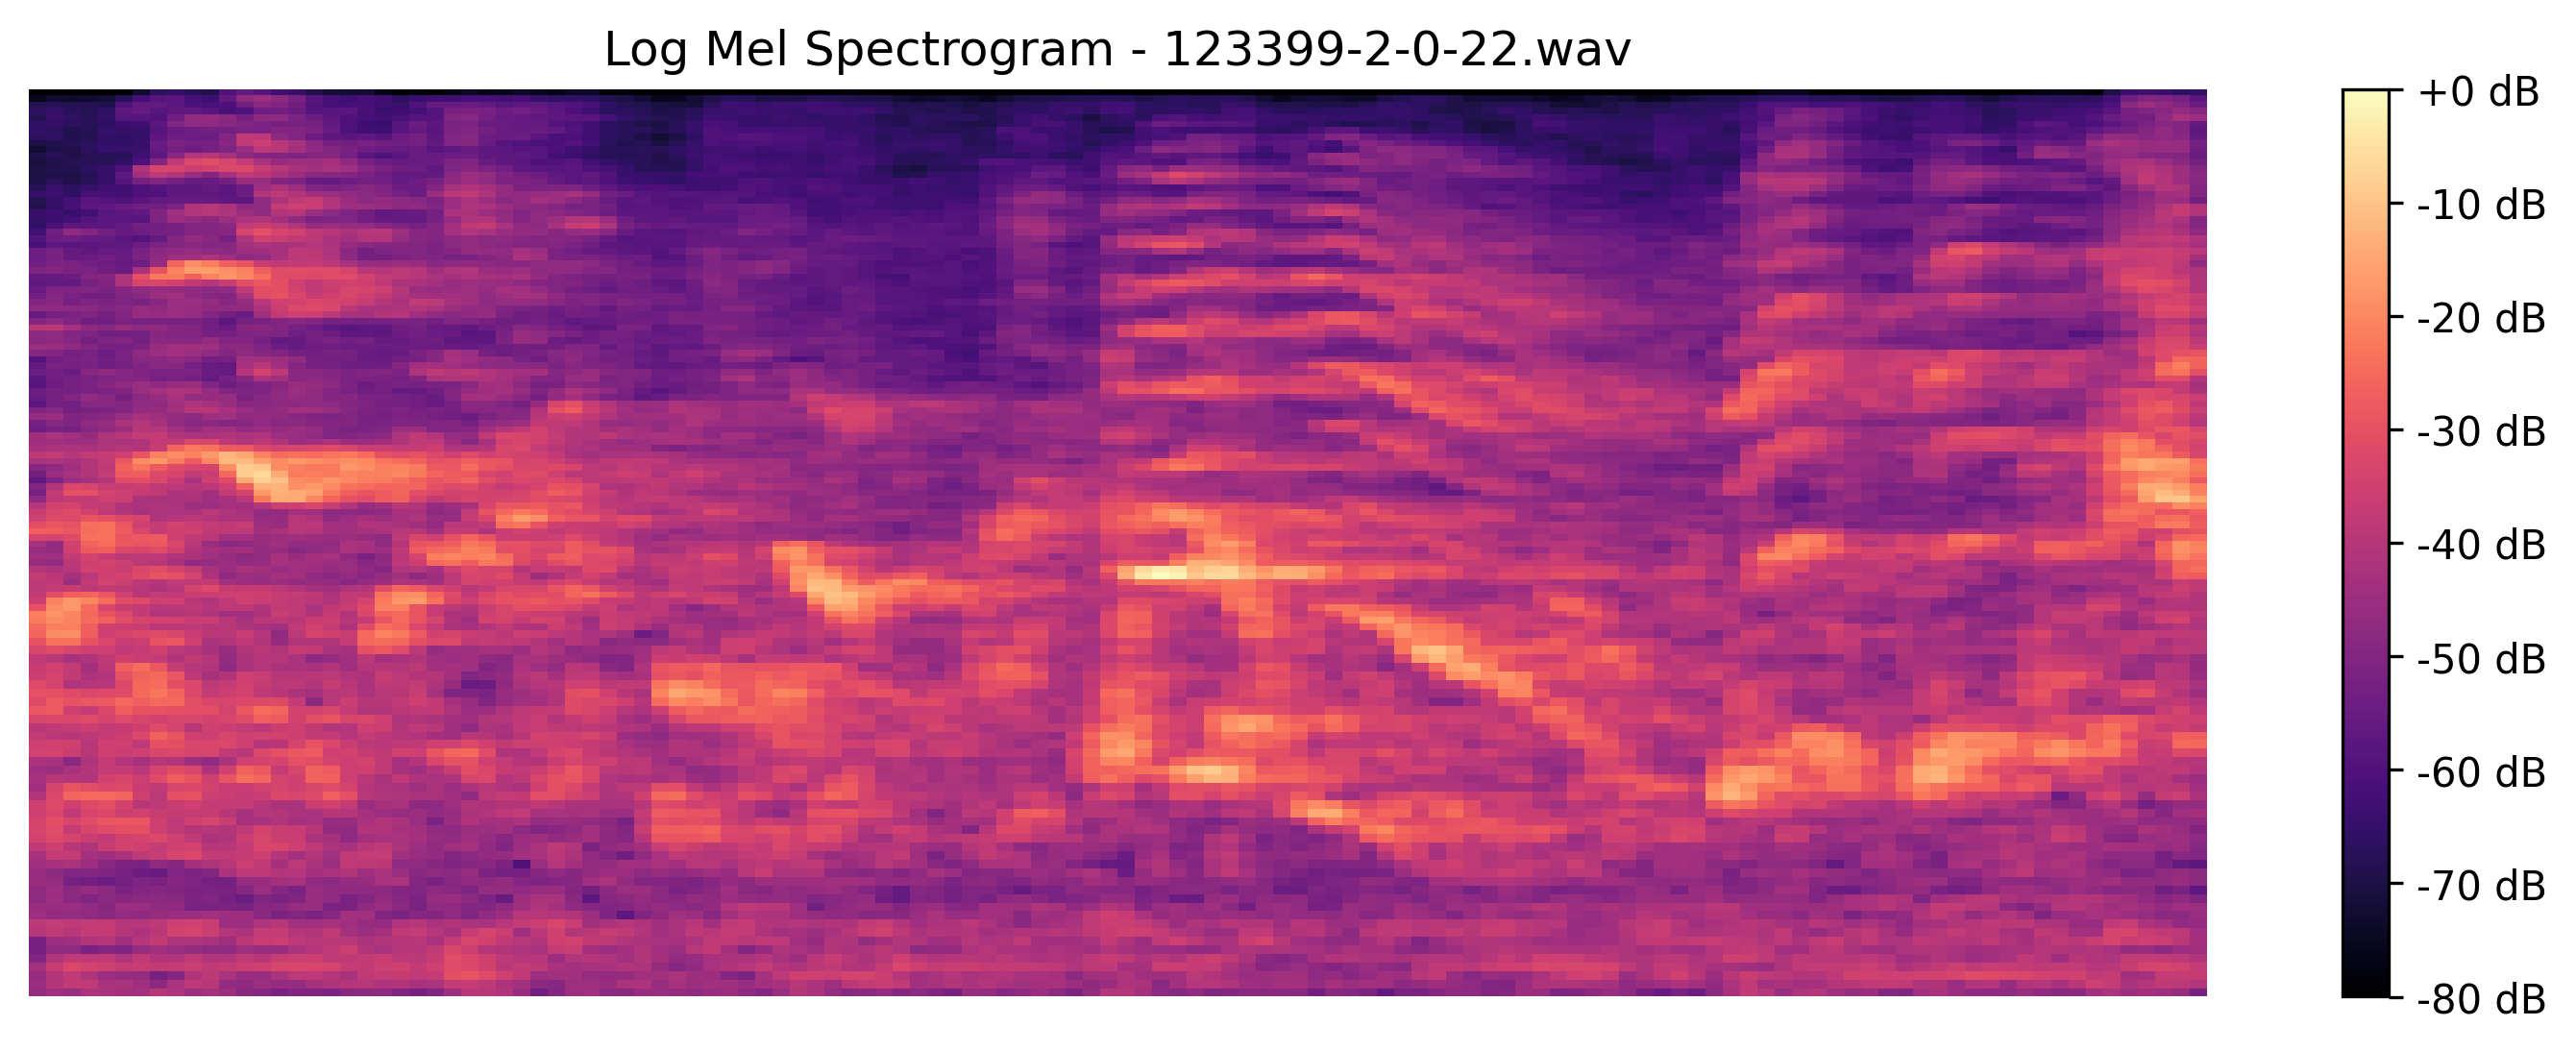 Log Mel Spectrogram - 123399-2-0-22.wav
+0 dB
-10 dB
-20 dB
-30 dB
-40 dB
-50 dB
-60 dB
-70 dB
-80 dB